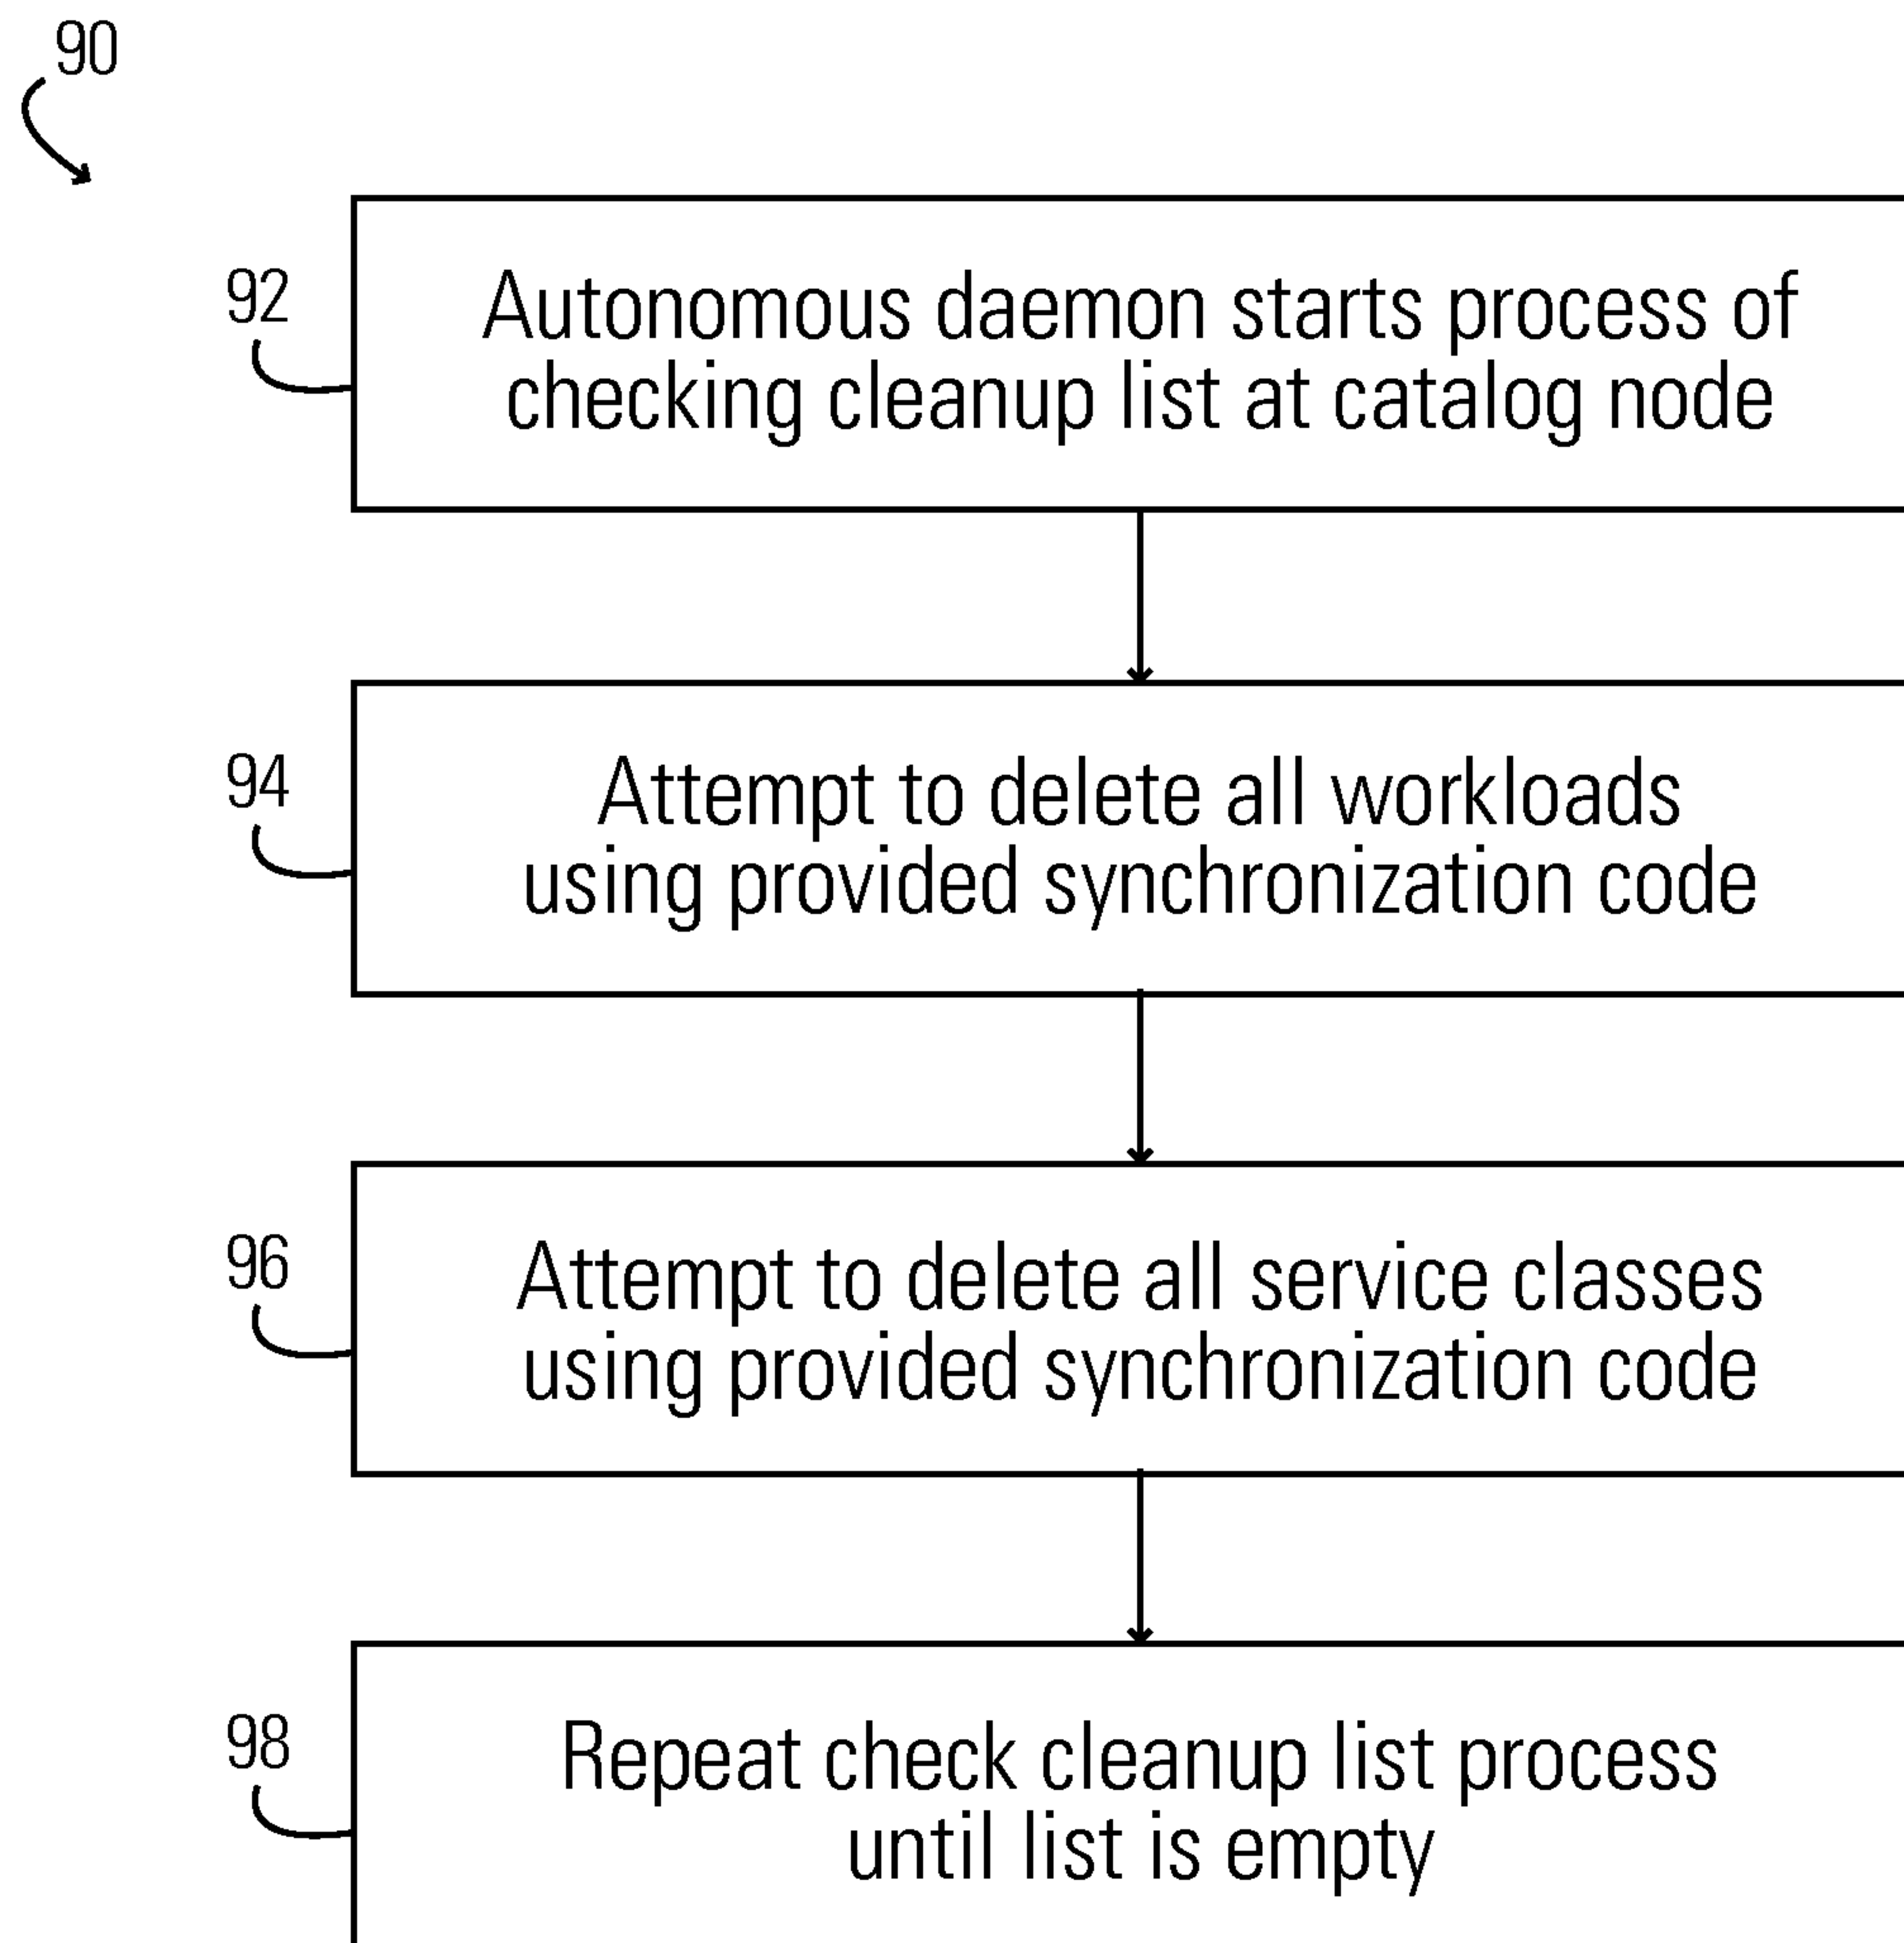 90
92
Autonomous daemon starts process of
checking cleanup list at catalog node
94
Attempt to delete all workloads
using provided synchronization code
96
Attempt to delete all service classes
using provided synchronization code
98
Repeat check cleanup list process
until list is empty